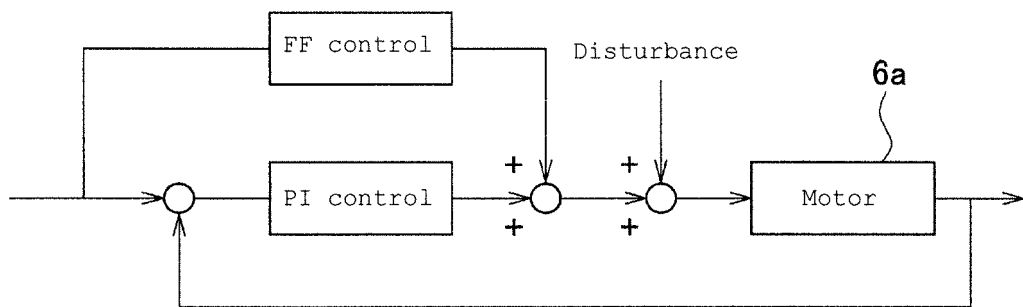 FF control
Disturbance
6a
+ +
PI control
Motor
+ +